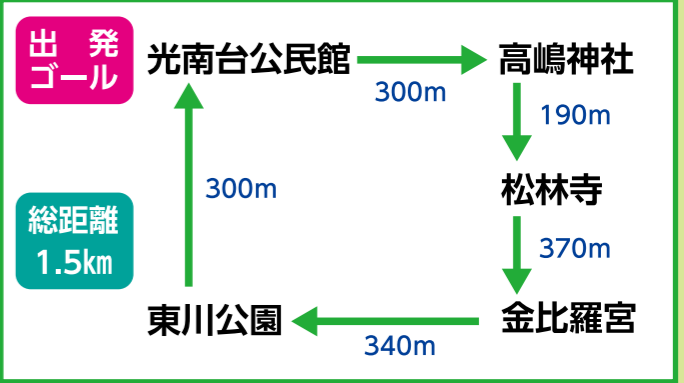 出発
ゴール
光南台公民館
300m
高嶋神社
190m
松林寺
370m
金比羅宮
340m
東川公園
300m
総距離
1.5km